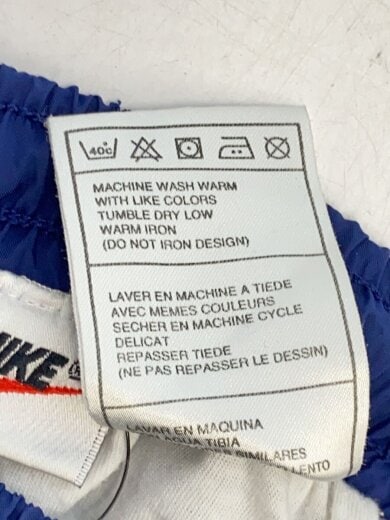 40c
MACHINE WASH WARM
WITH LIKE COLORS
TUMBLE DRY LOW
WARM IRON
(DO NOT IRON DESIGN)
LAVER EN MACHINE A TIEDE
AVEC MEMES COULEURS
SECHER EN MACHINE CYCLE
DELICAT
REPASSER TIEDE
(NE PAS REPASSER LE DESSIN)
LAVAR EN MAQUINA
AGUA TIBIA
SIMILARES
LENTO
IKE